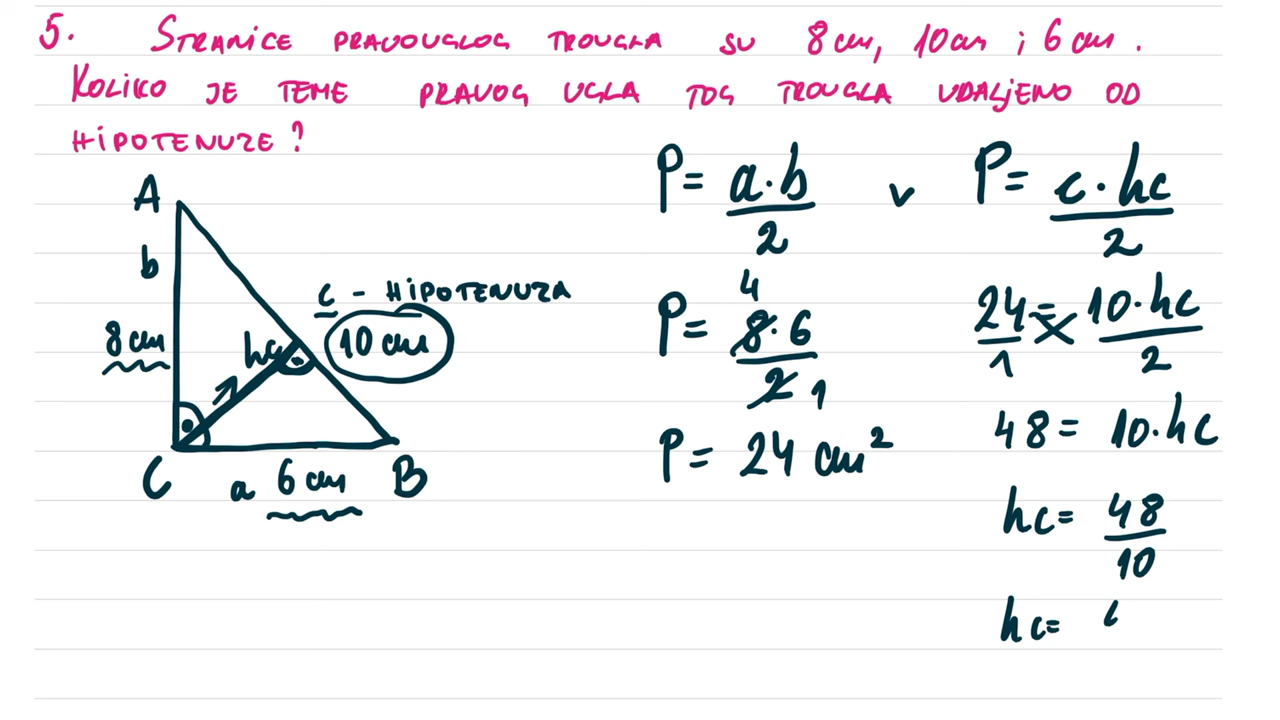 5. STRANICE PRAVOUGLOG TROUGLA SU 8 cm, 10 cm i 6 cm.
KOLIKO JE TEME PRAVOG UGLA TOG TROUGLA UDALJENO OD
HIPOTENUZE?
A
b
c - HIPOTENUZA
8 cm
hc
10 cm
C
a 6 cm
B
P = a·b / 2 v P = c·hc / 2
4
P = 8·6 / 2 1
P = 24 cm²
24 / 1 = 10·hc / 2
48 = 10·hc
hc = 48 / 10
hc =